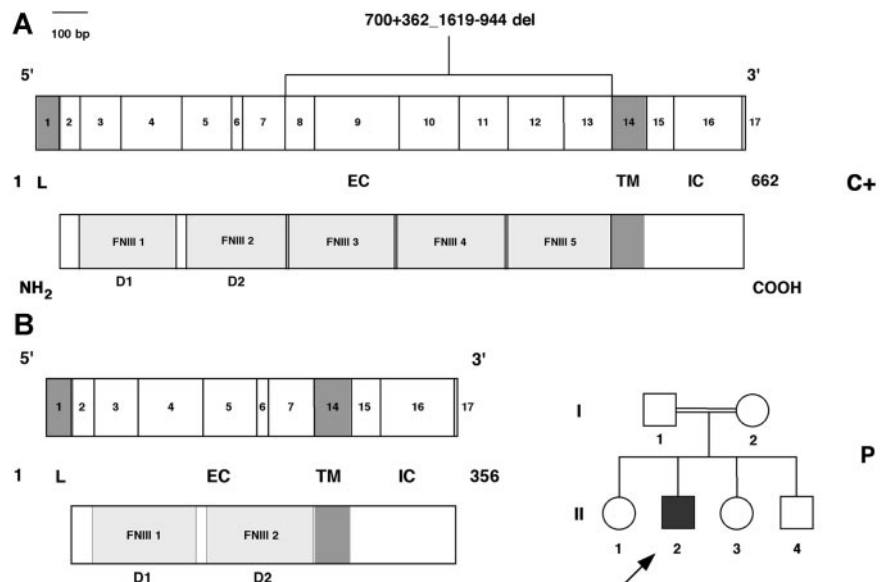 A
100 bp
700+362_1619-944 del
5' 3'
1 2 3 4 5 6 7 8 9 10 11 12 13 14 15 16 17
1 L EC TM IC 662 C+
FNIII 1 FNIII 2 FNIII 3 FNIII 4 FNIII 5
D1 D2
NH2 COOH
B
5' 3'
1 2 3 4 5 6 7 14 15 16 17
1 L EC TM IC 356
FNIII 1 FNIII 2
D1 D2
I
1 2
P
II
1 2 3 4